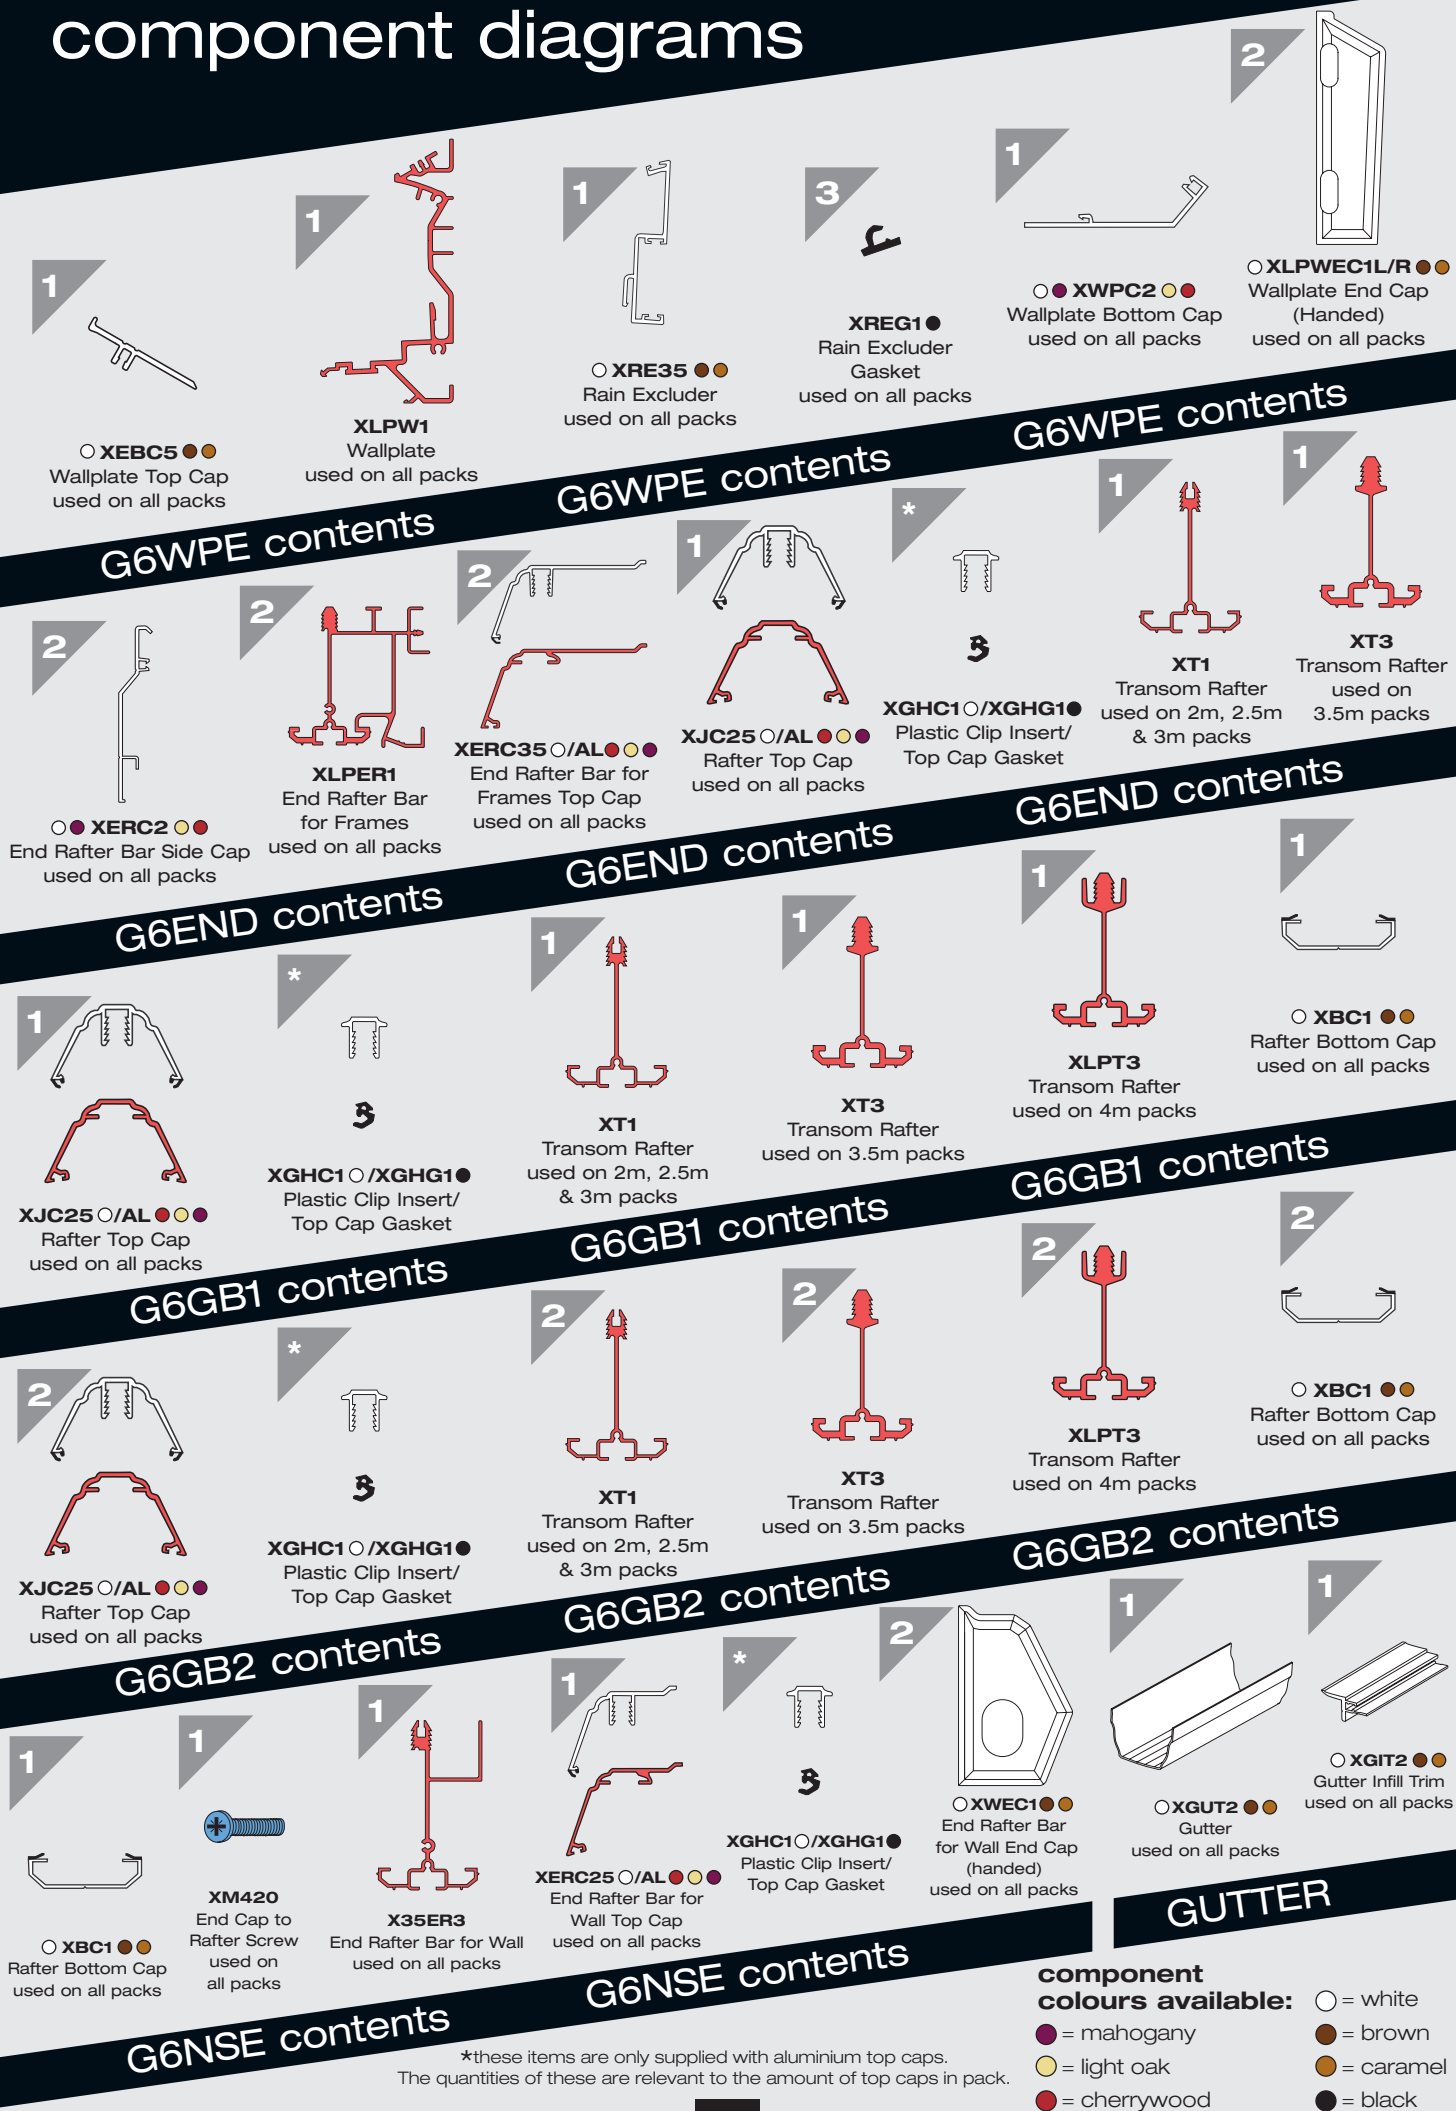 component diagrams
1
XEBC5
Wallplate Top Cap
used on all packs
1
XLPW1
Wallplate
used on all packs
1
XRE35
Rain Excluder
used on all packs
3
XREG1
Rain Excluder
Gasket
used on all packs
1
XWPC2
Wallplate Bottom Cap
used on all packs
2
XLPWEC1L/R
Wallplate End Cap
(Handed)
used on all packs
G6WPE contents
G6WPE contents
G6WPE contents
2
XERC2
End Rafter Bar Side Cap
used on all packs
2
XLPER1
End Rafter Bar
for Frames
used on all packs
2
XERC35 /AL
End Rafter Bar for
Frames Top Cap
used on all packs
1
XJC25 /AL
Rafter Top Cap
used on all packs
*
XGHC1 /XGHG1
Plastic Clip Insert/
Top Cap Gasket
1
XT1
Transom Rafter
used on 2m, 2.5m
& 3m packs
1
XT3
Transom Rafter
used on
3.5m packs
G6END contents
G6END contents
G6END contents
1
XJC25 /AL
Rafter Top Cap
used on all packs
*
XGHC1 /XGHG1
Plastic Clip Insert/
Top Cap Gasket
1
XT1
Transom Rafter
used on 2m, 2.5m
& 3m packs
1
XT3
Transom Rafter
used on 3.5m packs
1
XLPT3
Transom Rafter
used on 4m packs
1
XBC1
Rafter Bottom Cap
used on all packs
G6GB1 contents
G6GB1 contents
G6GB1 contents
2
XJC25 /AL
Rafter Top Cap
used on all packs
*
XGHC1 /XGHG1
Plastic Clip Insert/
Top Cap Gasket
2
XT1
Transom Rafter
used on 2m, 2.5m
& 3m packs
2
XT3
Transom Rafter
used on 3.5m packs
2
XLPT3
Transom Rafter
used on 4m packs
2
XBC1
Rafter Bottom Cap
used on all packs
G6GB2 contents
G6GB2 contents
G6GB2 contents
1
XBC1
Rafter Bottom Cap
used on all packs
1
XM420
End Cap to
Rafter Screw
used on
all packs
1
X35ER3
End Rafter Bar for Wall
used on all packs
1
XERC25 /AL
End Rafter Bar for
Wall Top Cap
used on all packs
*
XGHC1 /XGHG1
Plastic Clip Insert/
Top Cap Gasket
2
XWEC1
End Rafter Bar
for Wall End Cap
(handed)
used on all packs
1
XGUT2
Gutter
used on all packs
1
XGIT2
Gutter Infill Trim
used on all packs
G6NSE contents
G6NSE contents
GUTTER
component
colours available:
= white
= mahogany
= brown
= light oak
= caramel
= cherrywood
= black
*these items are only supplied with aluminium top caps.
The quantities of these are relevant to the amount of top caps in pack.